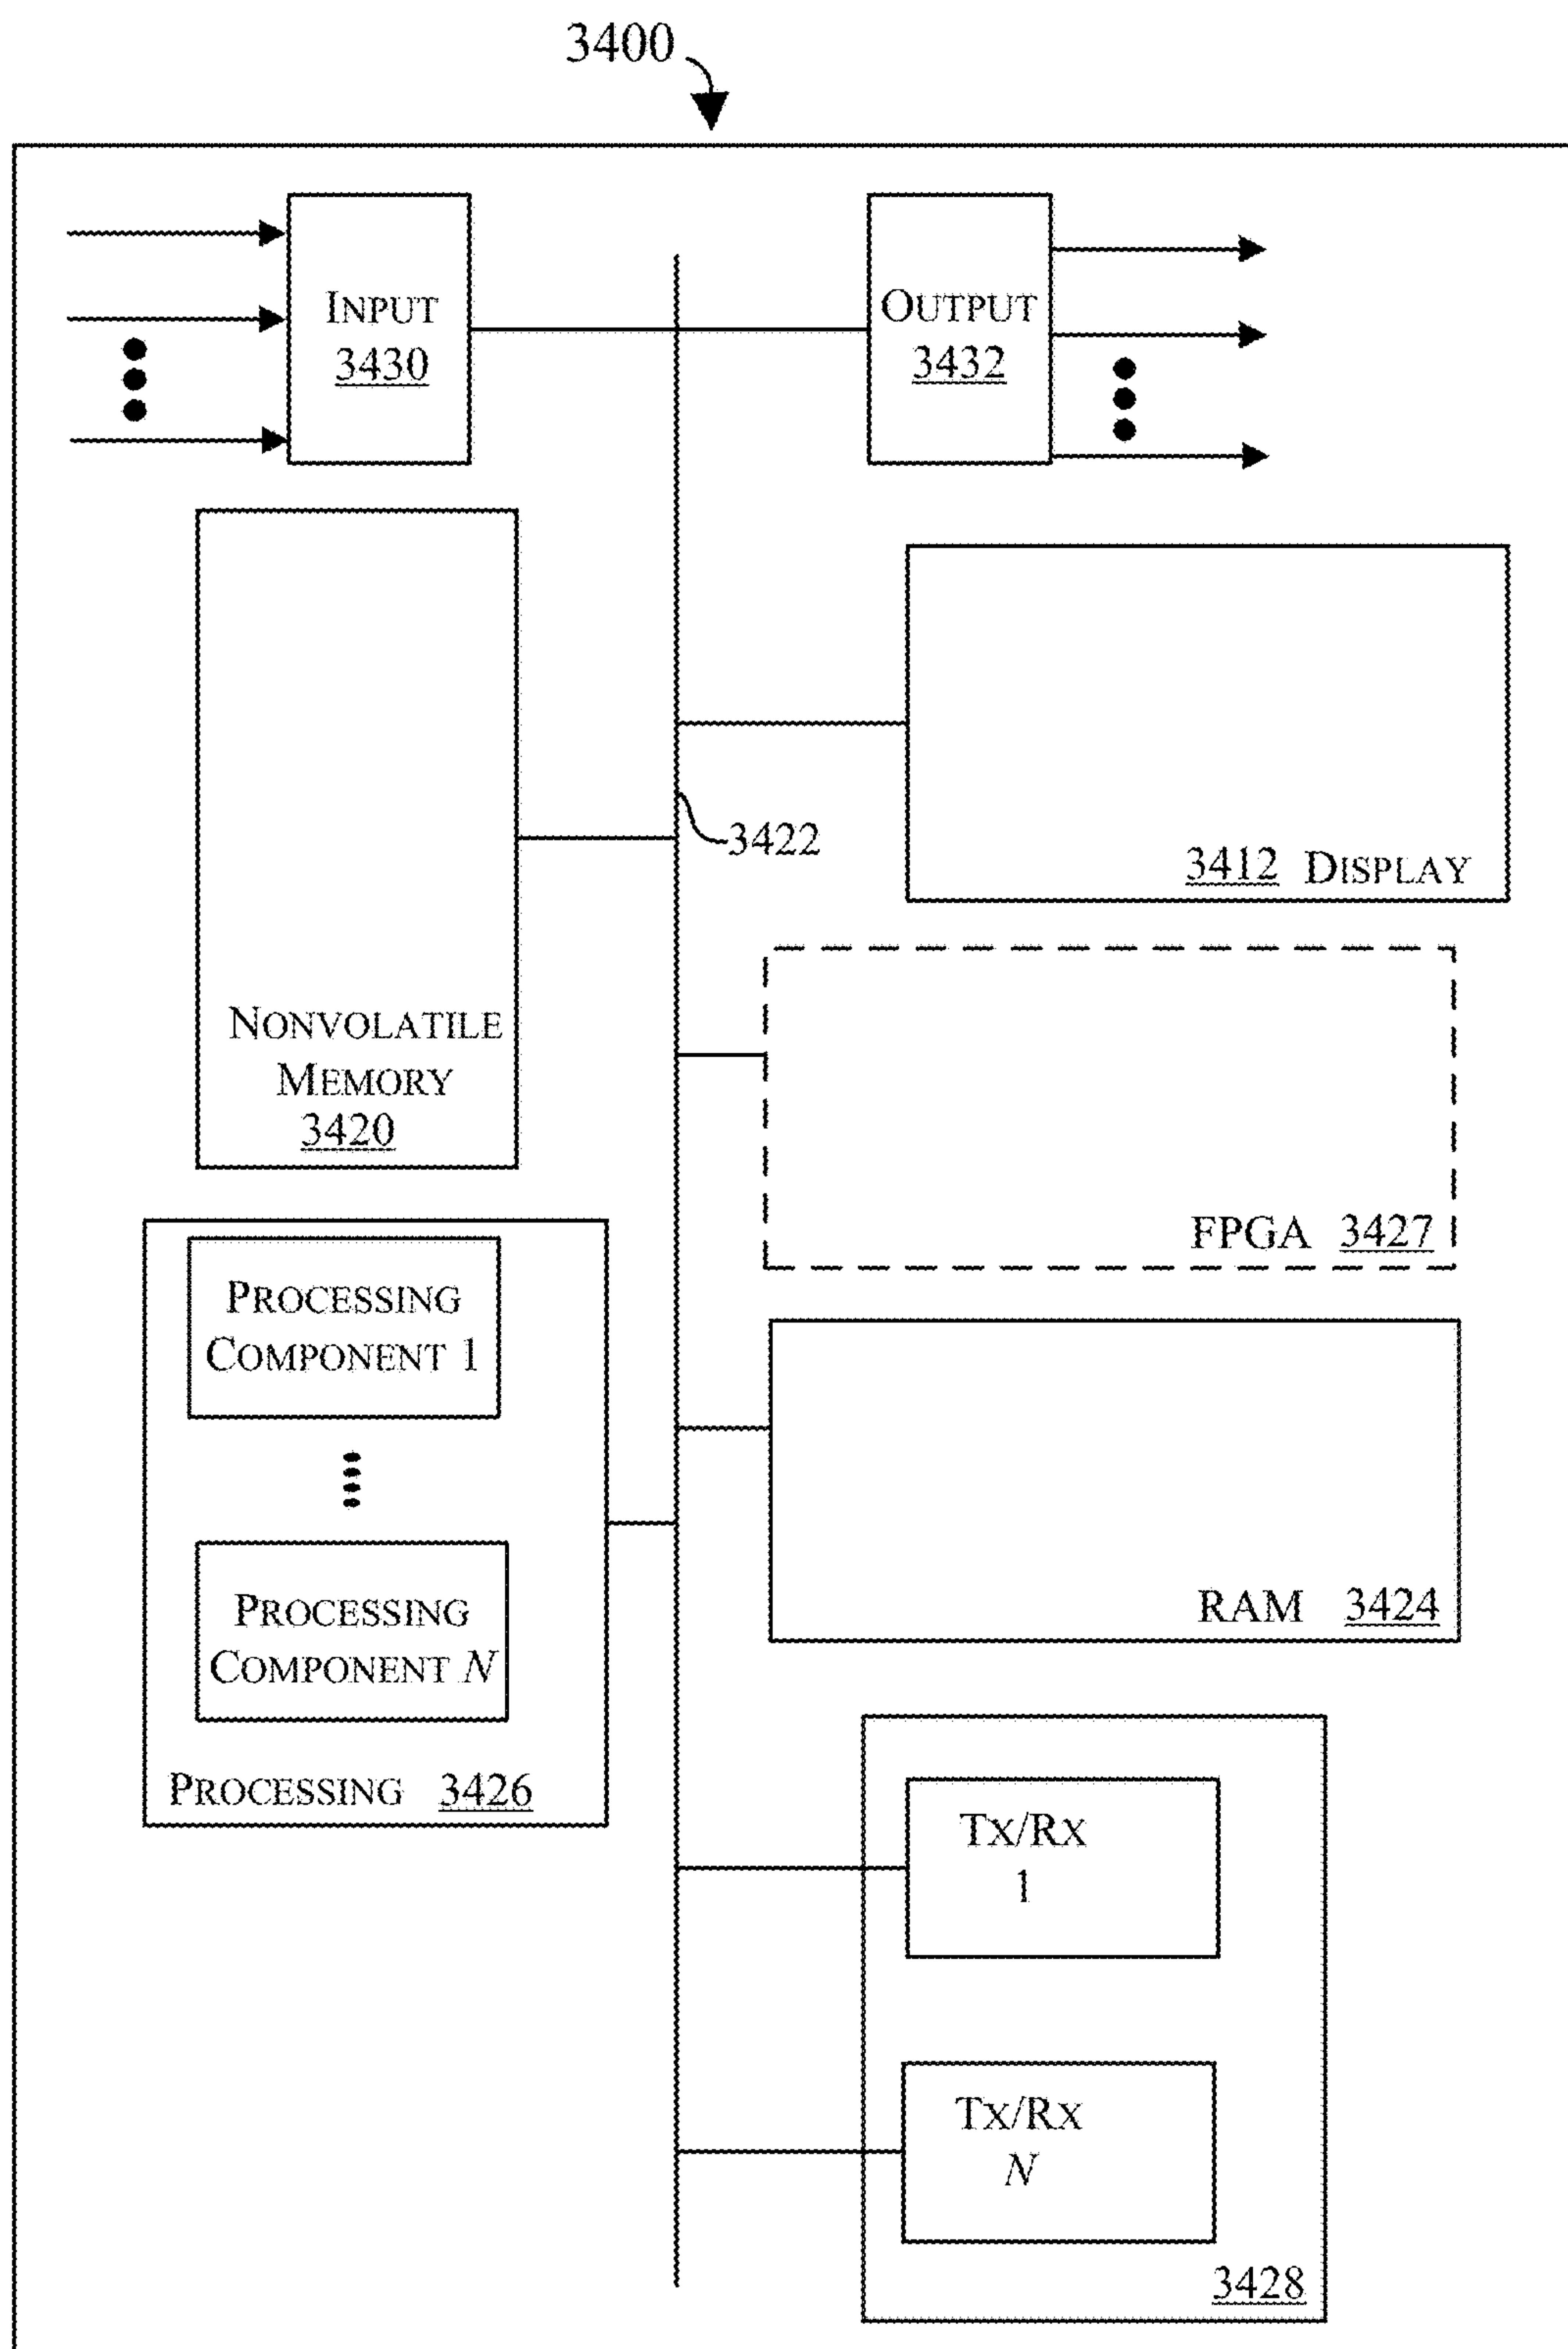 3400
INPUT
3430
OUTPUT
3432
3422
3412 DISPLAY
NONVOLATILE
MEMORY
3420
FPGA 3427
PROCESSING
COMPONENT 1
PROCESSING
COMPONENT N
PROCESSING 3426
RAM 3424
TX/RX
1
TX/RX
N
3428